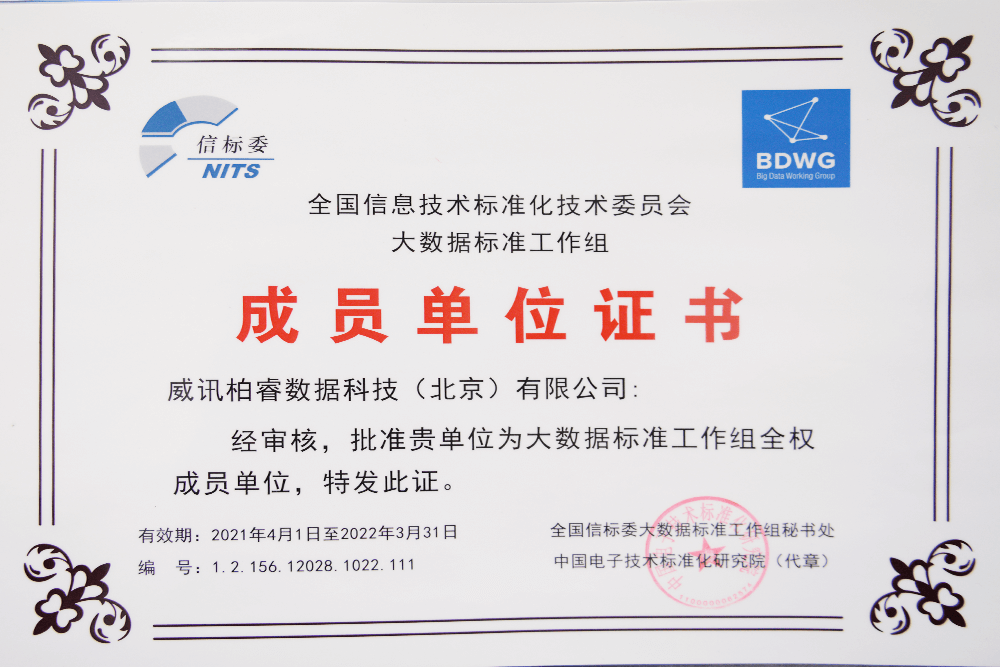 信标委
NITS
BDWG
Big Data Working Group
全国信息技术标准化技术委员会
大数据标准工作组
成员单位证书
威讯柏睿数据科技（北京）有限公司:
经审核，批准贵单位为大数据标准工作组全权
成员单位，特发此证。
有效期：2021年4月1日至2022年3月31日
编 号：1.2.156.12028.1022.111
全国信标委大数据标准工作组秘书处
中国电子技术标准化研究院（代章）